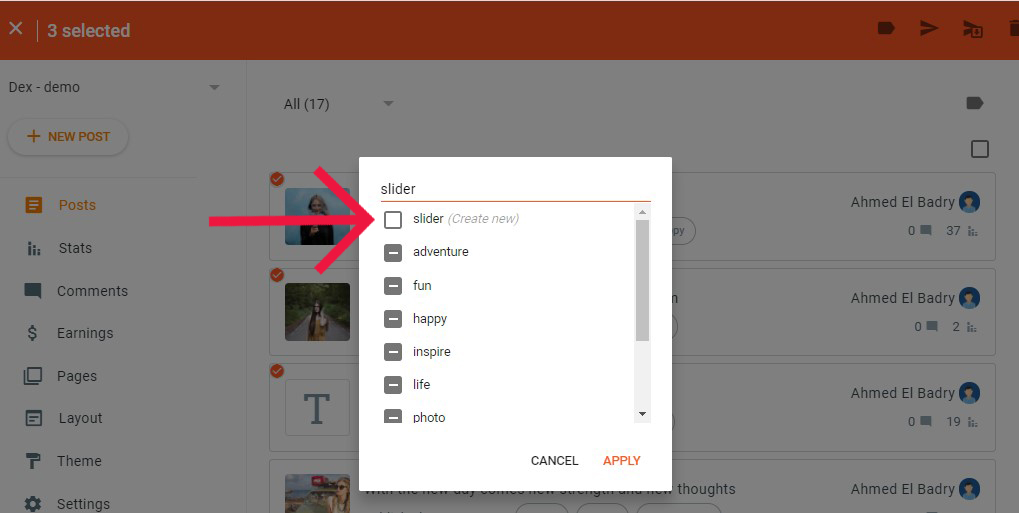 3 selected
Dex - demo
NEW POST
Posts
Stats
Comments
Earnings
Pages
Layout
Theme
Settings
All (17)
slider
slider (Create new)
adventure
fun
happy
inspire
life
photo
CANCEL APPLY
Ahmed El Badry
0 37
Ahmed El Badry
0 2
T
Ahmed El Badry
0 19
With the new day comes new strength and new thoughts
Ahmed El Badry